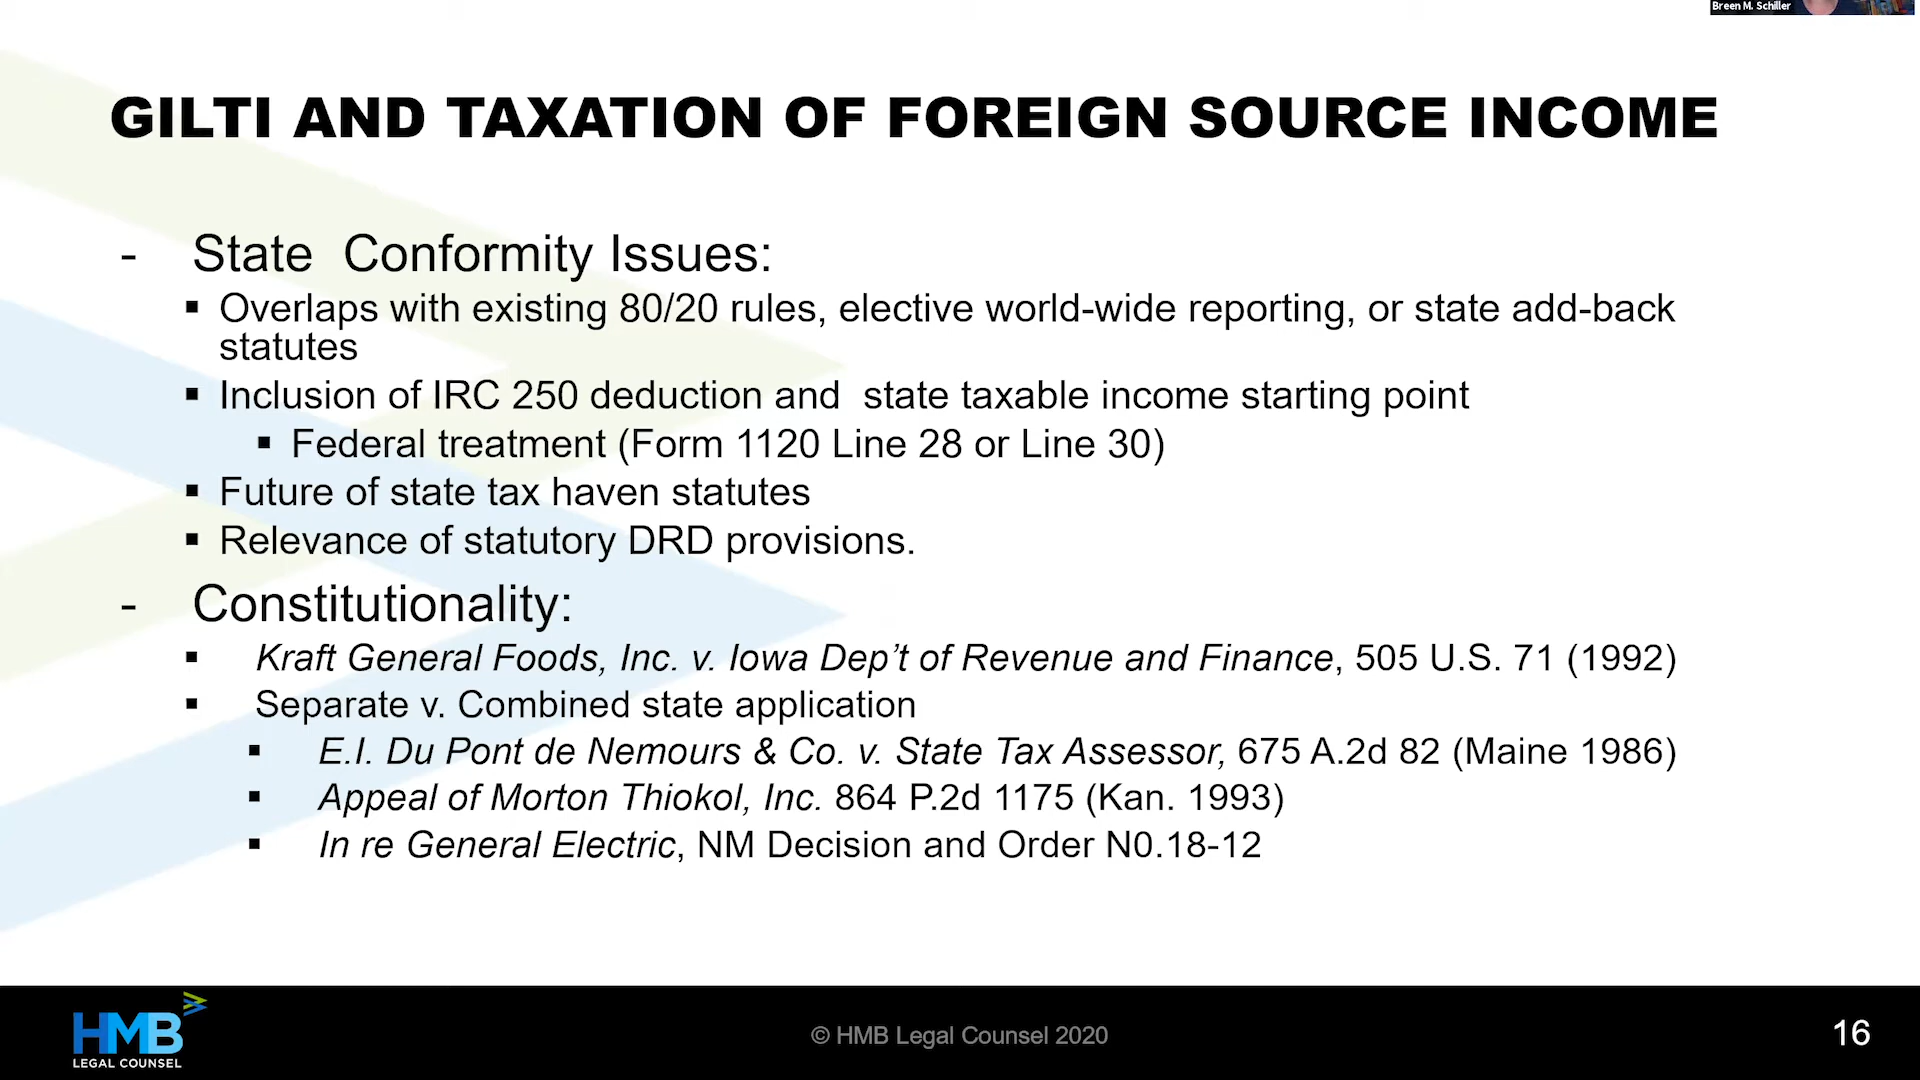 Breen M. Schiller
GILTI AND TAXATION OF FOREIGN SOURCE INCOME
- State  Conformity Issues:
▪ Overlaps with existing 80/20 rules, elective world-wide reporting, or state add-back
statutes
▪ Inclusion of IRC 250 deduction and  state taxable income starting point
▪ Federal treatment (Form 1120 Line 28 or Line 30)
▪ Future of state tax haven statutes
▪ Relevance of statutory DRD provisions.
- Constitutionality:
▪ Kraft General Foods, Inc. v. Iowa Dep’t of Revenue and Finance, 505 U.S. 71 (1992)
▪ Separate v. Combined state application
▪ E.I. Du Pont de Nemours & Co. v. State Tax Assessor, 675 A.2d 82 (Maine 1986)
▪ Appeal of Morton Thiokol, Inc. 864 P.2d 1175 (Kan. 1993)
▪ In re General Electric, NM Decision and Order N0.18-12
HMB
LEGAL COUNSEL
© HMB Legal Counsel 2020
16